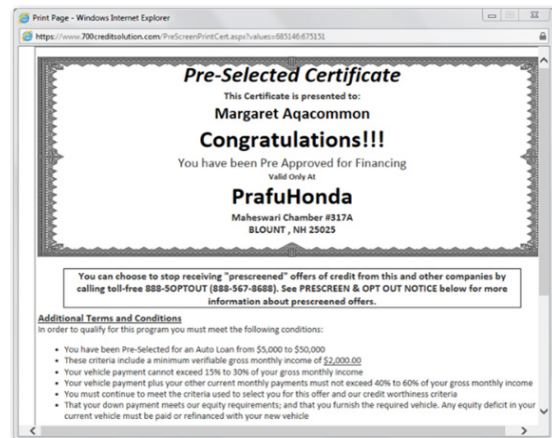 Print Page - Windows Internet Explorer
https://www.700creditsolution.com/PreScreenPrintCert.aspx?values=685146:675151
Pre-Selected Certificate
This Certificate is presented to:
Margaret Aqacommon
Congratulations!!!
You have been Pre Approved for Financing
Valid Only At
PrafuHonda
Maheswari Chamber #317A
BLOUNT , NH 25025
You can choose to stop receiving "prescreened" offers of credit from this and other companies by
calling toll-free 888-5OPTOUT (888-567-8688). See PRESCREEN & OPT OUT NOTICE below for more
information about prescreened offers.
Additional Terms and Conditions
In order to qualify for this program you must meet the following conditions:
• You have been Pre-Selected for an Auto Loan from $5,000 to $50,000
• These criteria include a minimum verifiable gross monthly income of $2,000.00
• Your vehicle payment cannot exceed 15% to 30% of your gross monthly income
• Your vehicle payment plus your other current monthly payments must not exceed 40% to 60% of your gross monthly income
• You must continue to meet the criteria used to select you for this offer and our credit worthiness criteria
• That your down payment meets our equity requirements; and that you furnish the required vehicle. Any equity deficit in your
current vehicle must be paid or refinanced with your new vehicle